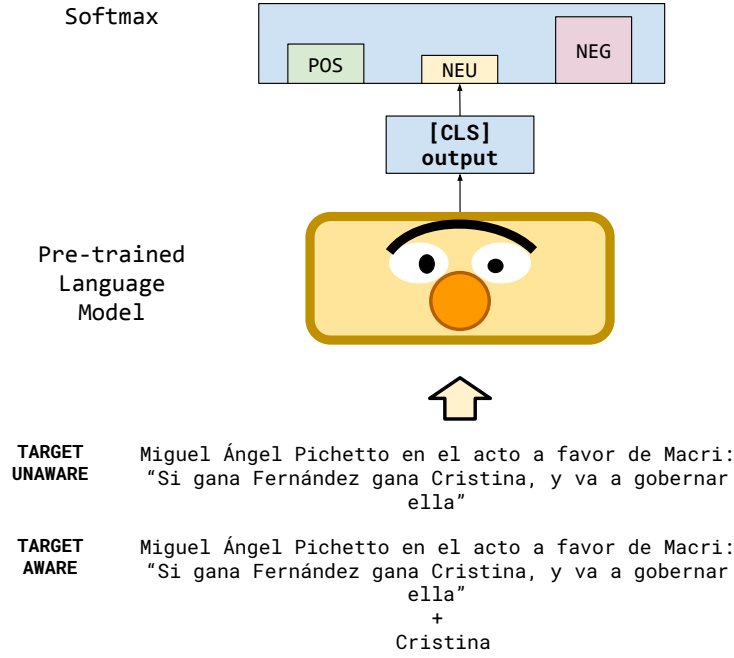 Softmax
POS
NEU
NEG
[CLS]
output
Pre-trained
Language
Model
TARGET
UNAWARE
Miguel Ángel Pichetto en el acto a favor de Macri:
“Si gana Fernández gana Cristina, y va a gobernar
ella”
TARGET
AWARE
Miguel Ángel Pichetto en el acto a favor de Macri:
“Si gana Fernández gana Cristina, y va a gobernar
ella”
+
Cristina